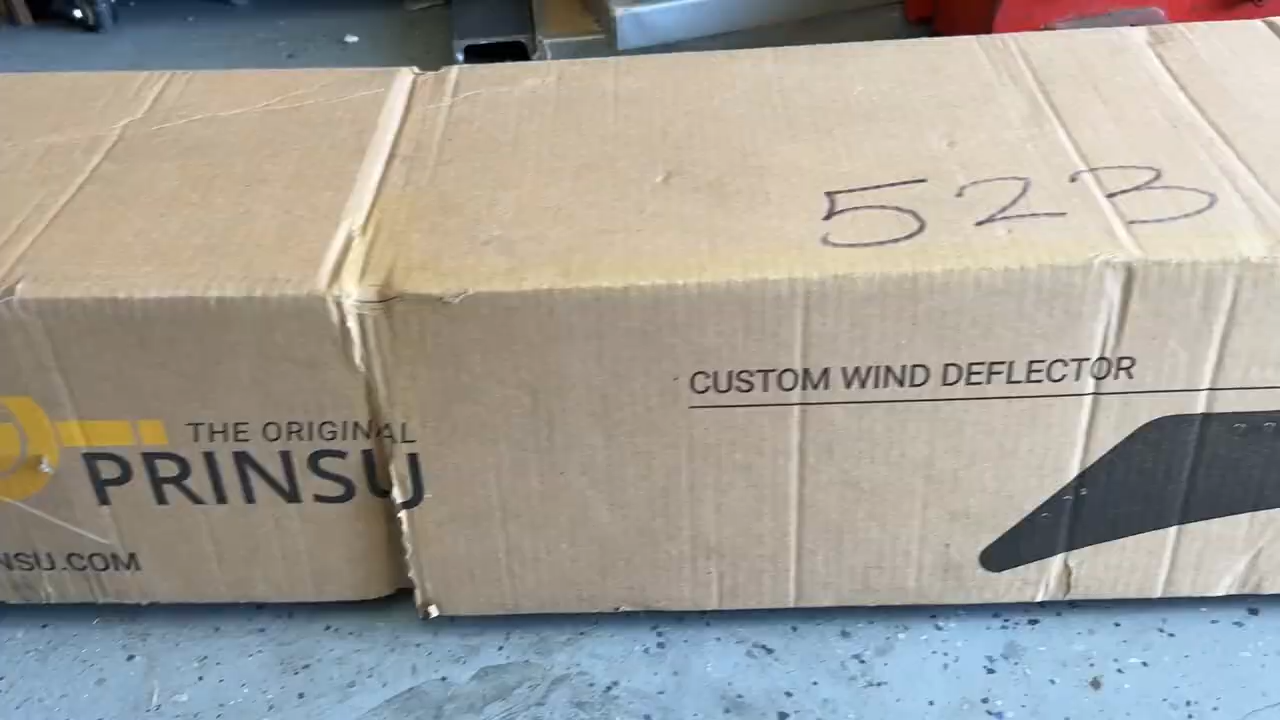 523
CUSTOM WIND DEFLECTOR
THE ORIGINAL
PRINSU
NSU.COM